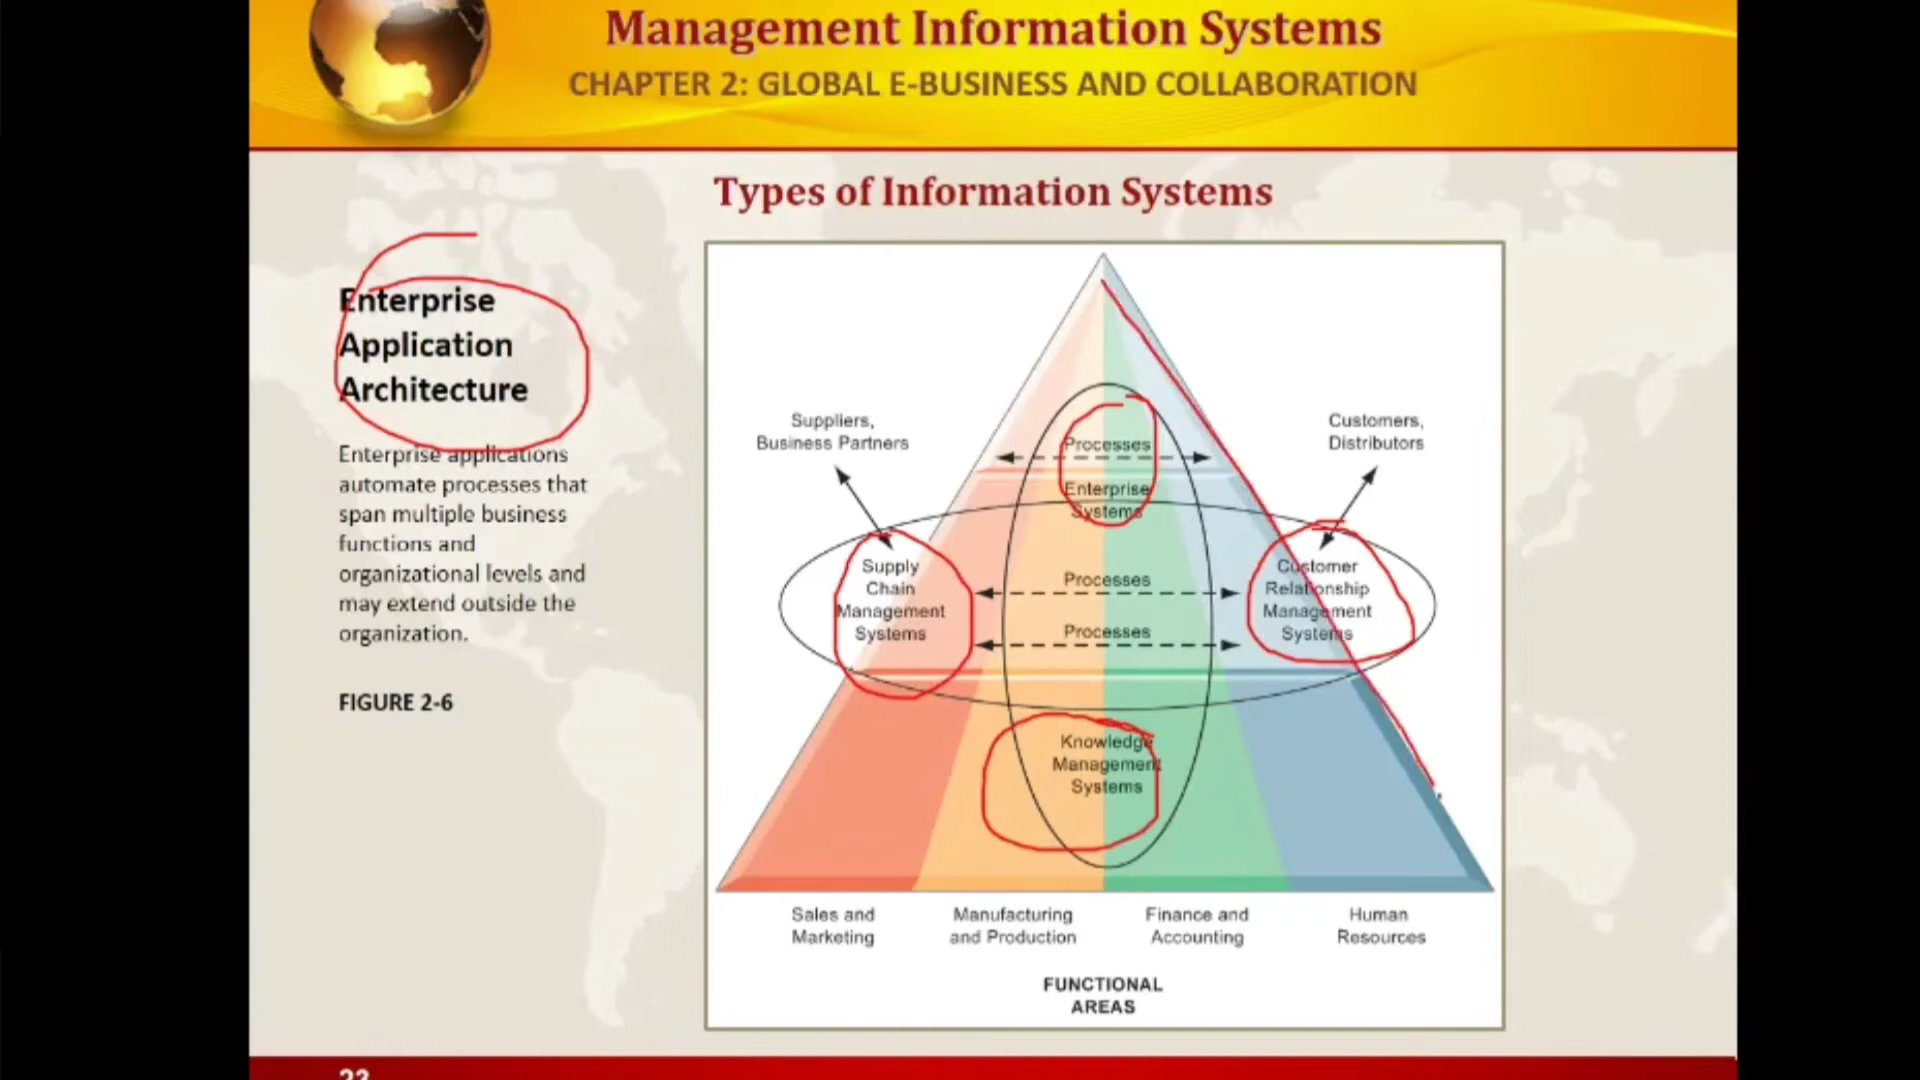 Management Information Systems
CHAPTER 2: GLOBAL E-BUSINESS AND COLLABORATION
Types of Information Systems
Enterprise
Application
Architecture
Enterprise applications
automate processes that
span multiple business
functions and
organizational levels and
may extend outside the
organization.
FIGURE 2-6
Suppliers,
Business Partners
Processes
Enterprise
Systems
Customers,
Distributors
Supply
Chain
Management
Systems
Processes
Processes
Customer
Relationship
Management
Systems
Knowledge
Management
Systems
Sales and
Marketing
Manufacturing
and Production
Finance and
Accounting
Human
Resources
FUNCTIONAL
AREAS